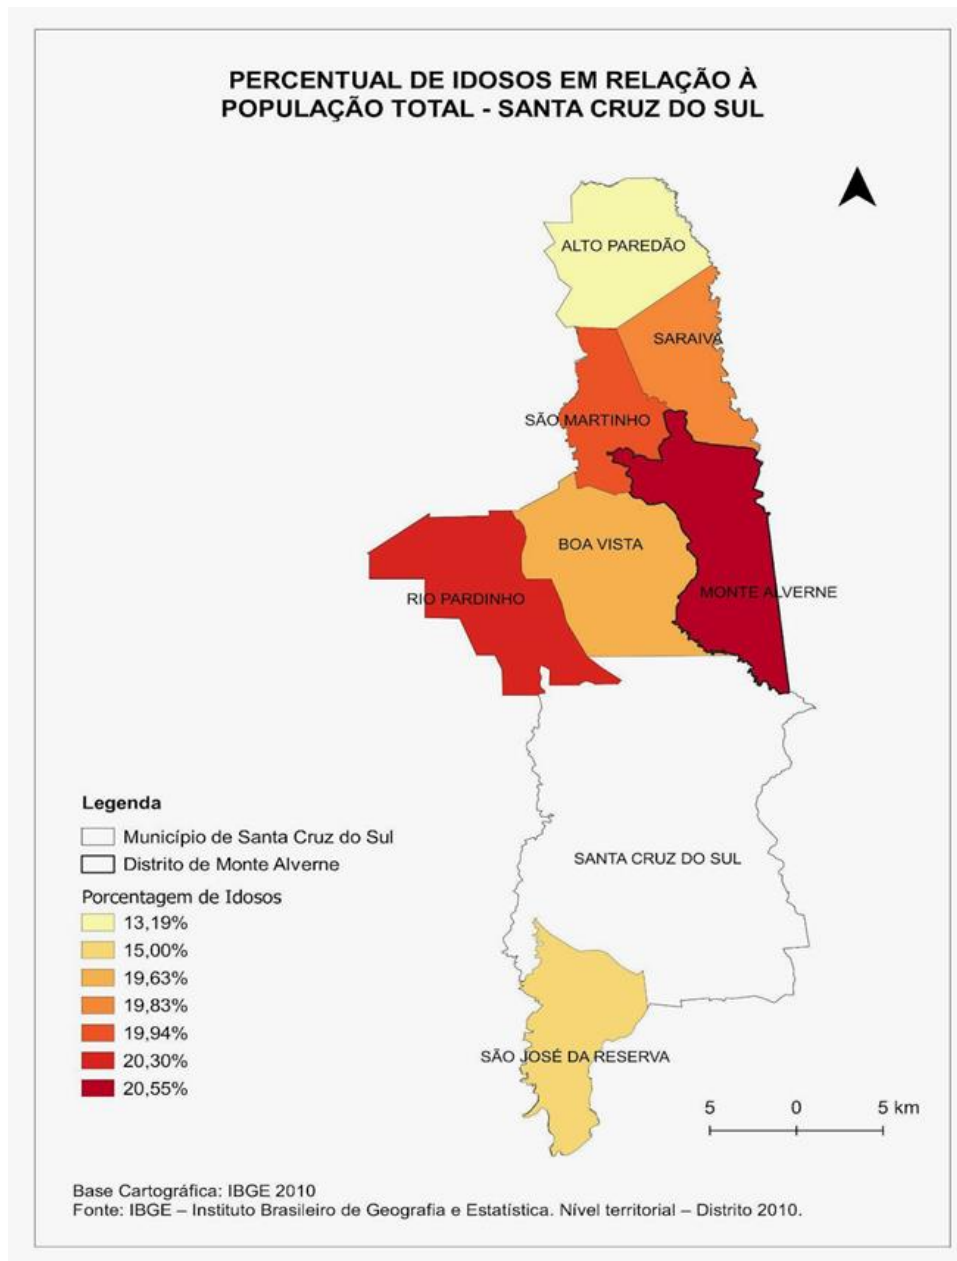 PERCENTUAL DE IDOSOS EM RELAÇÃO À
POPULAÇÃO TOTAL - SANTA CRUZ DO SUL
ALTO PAREDÃO
SARAIVA
SÃO MARTINHO
BOA VISTA
MONTE ALVERNE
RIO PARDINHO
SANTA CRUZ DO SUL
SÃO JOSÉ DA RESERVA
Legenda
Município de Santa Cruz do Sul
Distrito de Monte Alverne
Porcentagem de Idosos
13,19%
15,00%
19,63%
19,83%
19,94%
20,30%
20,55%
5 0 5 km
Base Cartográfica: IBGE 2010
Fonte: IBGE – Instituto Brasileiro de Geografia e Estatística. Nível territorial – Distrito 2010.